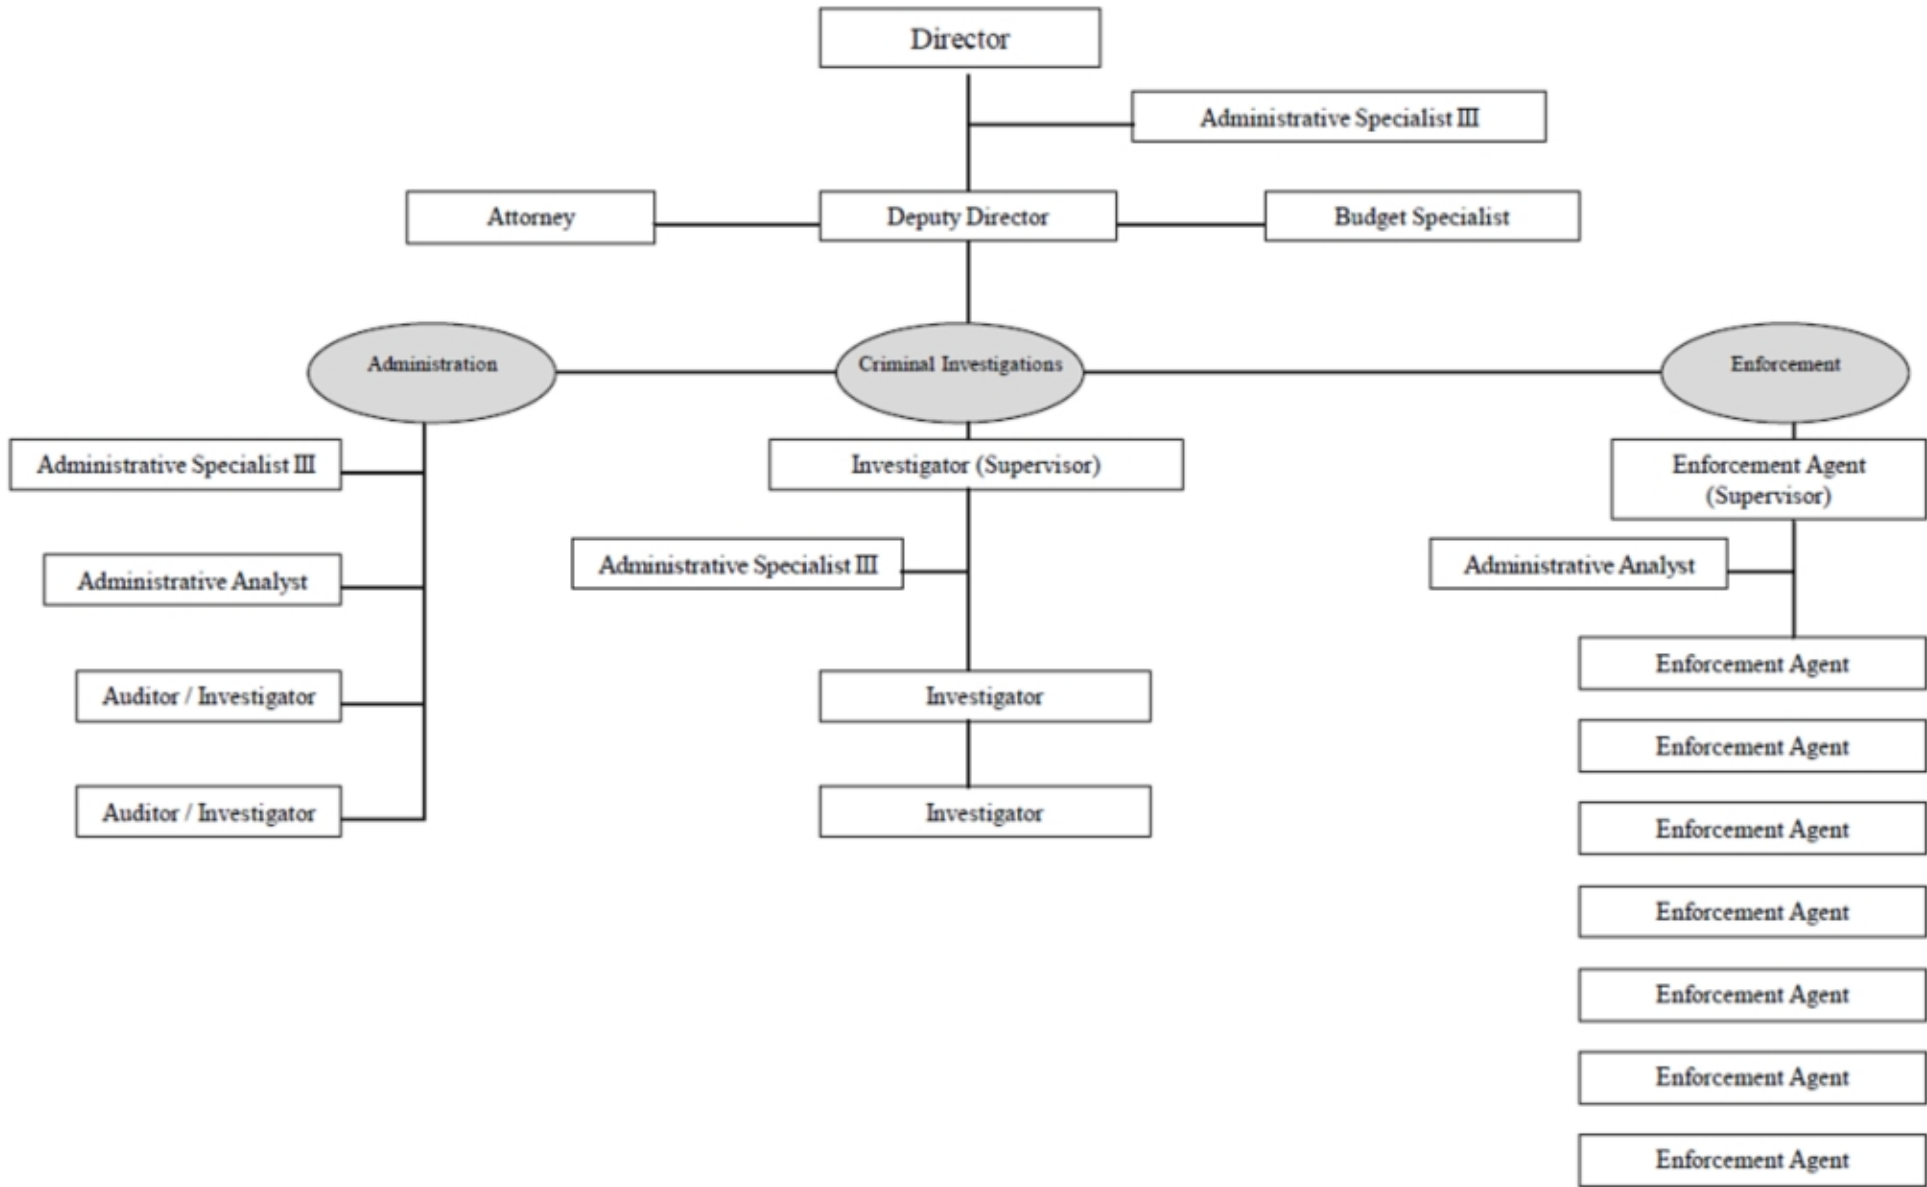 Director
Administrative Specialist III
Attorney
Deputy Director
Budget Specialist
Administration
Criminal Investigations
Enforcement
Administrative Specialist III
Investigator (Supervisor)
Enforcement Agent
(Supervisor)
Administrative Specialist III
Administrative Analyst
Administrative Analyst
Enforcement Agent
Auditor / Investigator
Investigator
Enforcement Agent
Auditor / Investigator
Investigator
Enforcement Agent
Enforcement Agent
Enforcement Agent
Enforcement Agent
Enforcement Agent